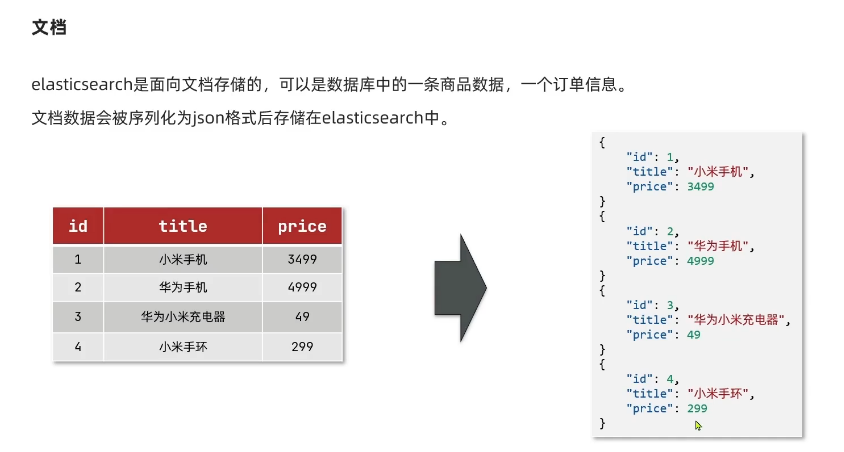 文档
elasticsearch是面向文档存储的，可以是数据库中的一条商品数据，一个订单信息。
文档数据会被序列化为json格式后存储在elasticsearch中。
id title price
1 小米手机 3499
2 华为手机 4999
3 华为小米充电器 49
4 小米手环 299
{
"id": 1,
"title": "小米手机",
"price": 3499
}
{
"id": 2,
"title": "华为手机",
"price": 4999
}
{
"id": 3,
"title": "华为小米充电器",
"price": 49
}
{
"id": 4,
"title": "小米手环",
"price": 299
}